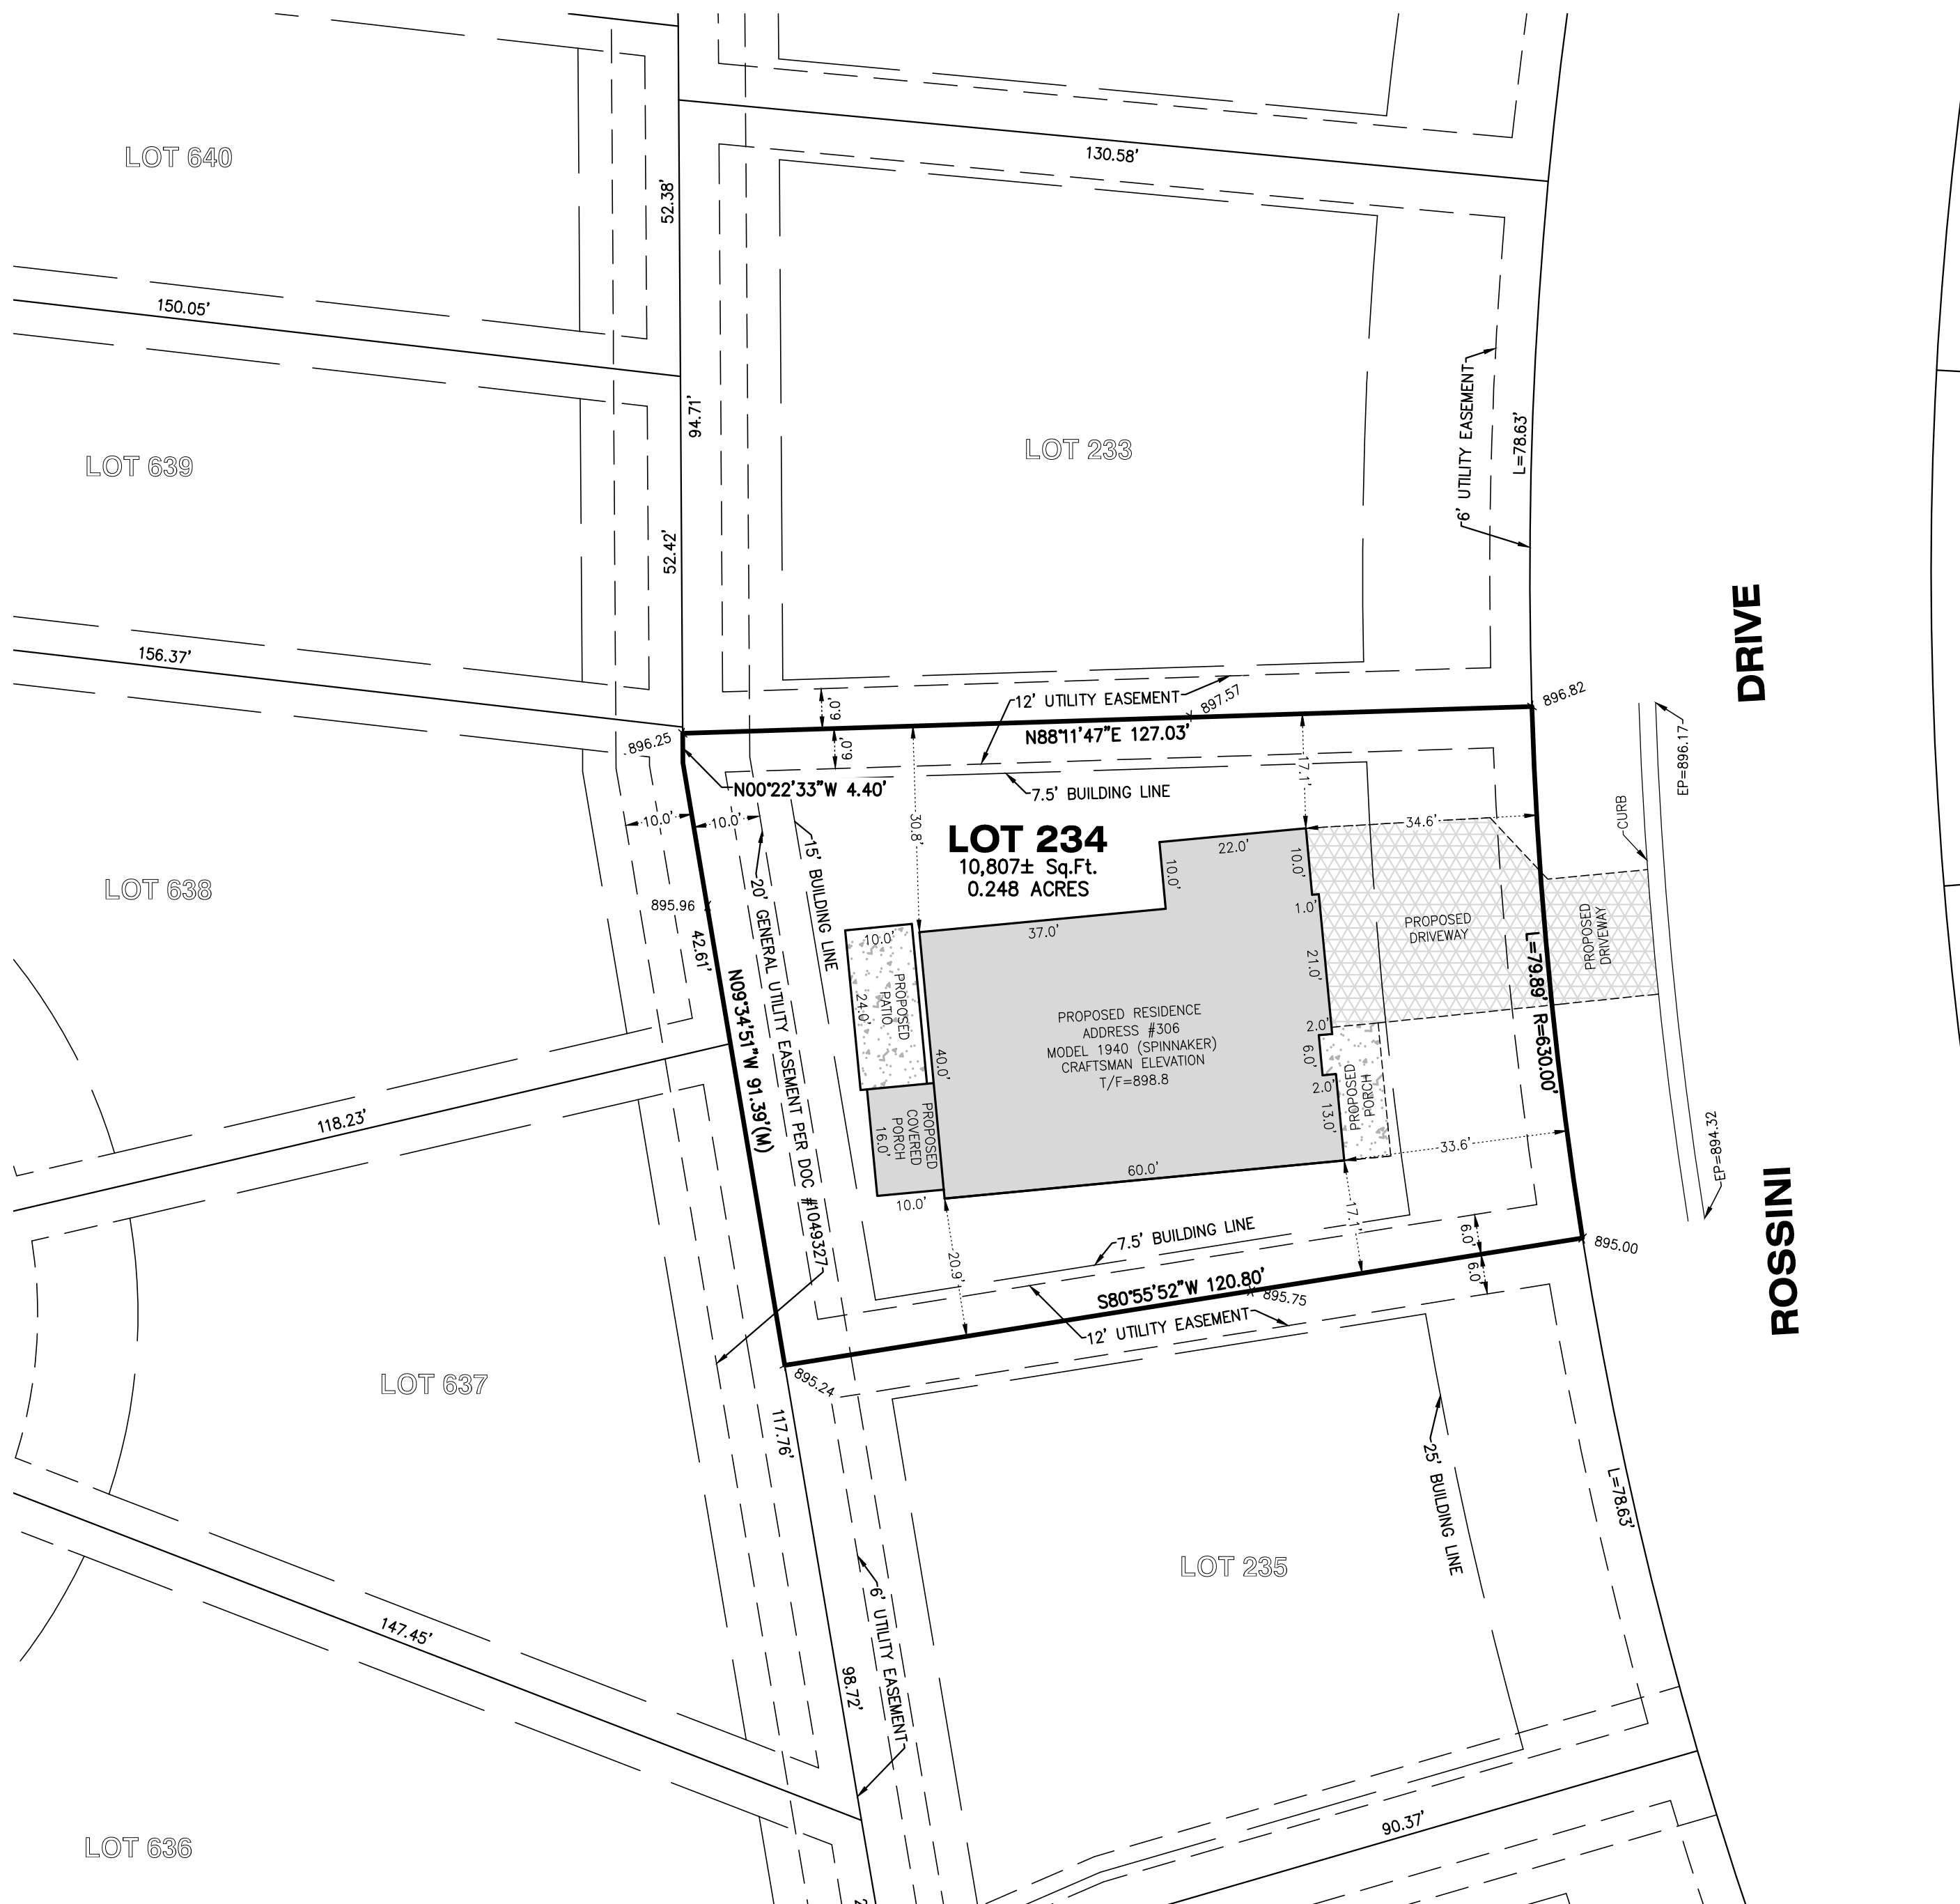 LOT 640
52.38'
130.58'
150.05'
94.71'
LOT 639
LOT 233
6' UTILITY EASEMENT
L=78.63'
52.42'
156.37'
DRIVE
6.0'
12' UTILITY EASEMENT
897.57
896.82
896.25
6.0'
N88°11'47"E 127.03'
EP=896.17
N00°22'33"W 4.40'
7.5' BUILDING LINE
17.1'
CURB
10.0'
10.0'
30.8'
LOT 234
10,807± Sq.Ft.
0.248 ACRES
34.6'
22.0'
10.0'
10.0'
15' BUILDING LINE
LOT 638
895.96
1.0'
42.61'
20' GENERAL UTILITY EASEMENT PER DOC #1049327
10.0'
37.0'
PROPOSED
DRIVEWAY
PROPOSED
DRIVEWAY
21.0'
L=79.89' R=630.00'
N09°34'51"W 91.39'(M)
PROPOSED
PATIO
24.0'
PROPOSED RESIDENCE
ADDRESS #306
MODEL 1940 (SPINNAKER)
CRAFTSMAN ELEVATION
T/F=898.8
2.0'
6.0'
40.0'
2.0'
13.0'
PROPOSED
PORCH
118.23'
PROPOSED
COVERED
PORCH
16.0'
10.0'
60.0'
33.6'
EP=894.32
17.1'
ROSSINI
7.5' BUILDING LINE
6.0'
6.0'
895.00
20.9'
S80°55'52"W 120.80'
895.75
12' UTILITY EASEMENT
895.24
LOT 637
117.76'
25' BUILDING LINE
L=78.63'
LOT 235
6' UTILITY EASEMENT
147.45'
98.72'
90.37'
LOT 636